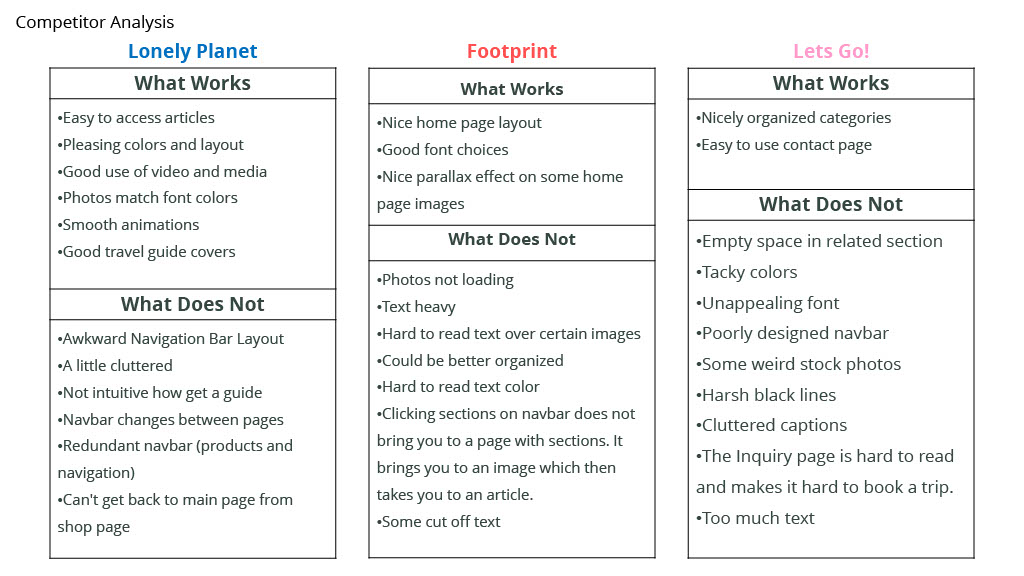 Competitor Analysis
Lonely Planet
What Works
•Easy to access articles
•Pleasing colors and layout
•Good use of video and media
•Photos match font colors
•Smooth animations
•Good travel guide covers
What Does Not
•Awkward Navigation Bar Layout
•A little cluttered
•Not intuitive how get a guide
•Navbar changes between pages
•Redundant navbar (products and
navigation)
•Can't get back to main page from
shop page
Footprint
What Works
•Nice home page layout
•Good font choices
•Nice parallax effect on some home
page images
What Does Not
•Photos not loading
•Text heavy
•Hard to read text over certain images
•Could be better organized
•Hard to read text color
•Clicking sections on navbar does not
bring you to a page with sections. It
brings you to an image which then
takes you to an article.
•Some cut off text
Lets Go!
What Works
•Nicely organized categories
•Easy to use contact page
What Does Not
•Empty space in related section
•Tacky colors
•Unappealing font
•Poorly designed navbar
•Some weird stock photos
•Harsh black lines
•Cluttered captions
•The Inquiry page is hard to read
and makes it hard to book a trip.
•Too much text